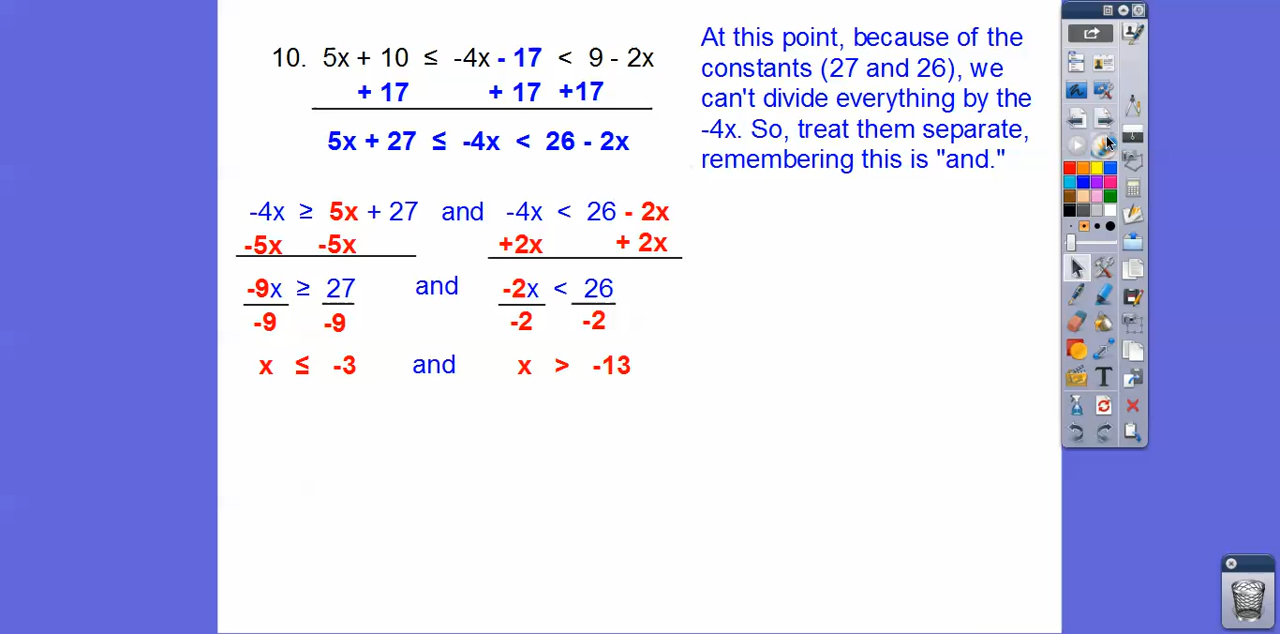 10. 5x + 10 ≤ -4x - 17 < 9 - 2x
+ 17 + 17 +17
5x + 27 ≤ -4x < 26 - 2x
At this point, because of the
constants (27 and 26), we
can't divide everything by the
-4x. So, treat them separate,
remembering this is "and."
-4x ≥ 5x + 27 and -4x < 26 - 2x
-5x -5x +2x + 2x
-9x ≥ 27 and -2x < 26
-9 -9 -2 -2
x ≤ -3 and x > -13